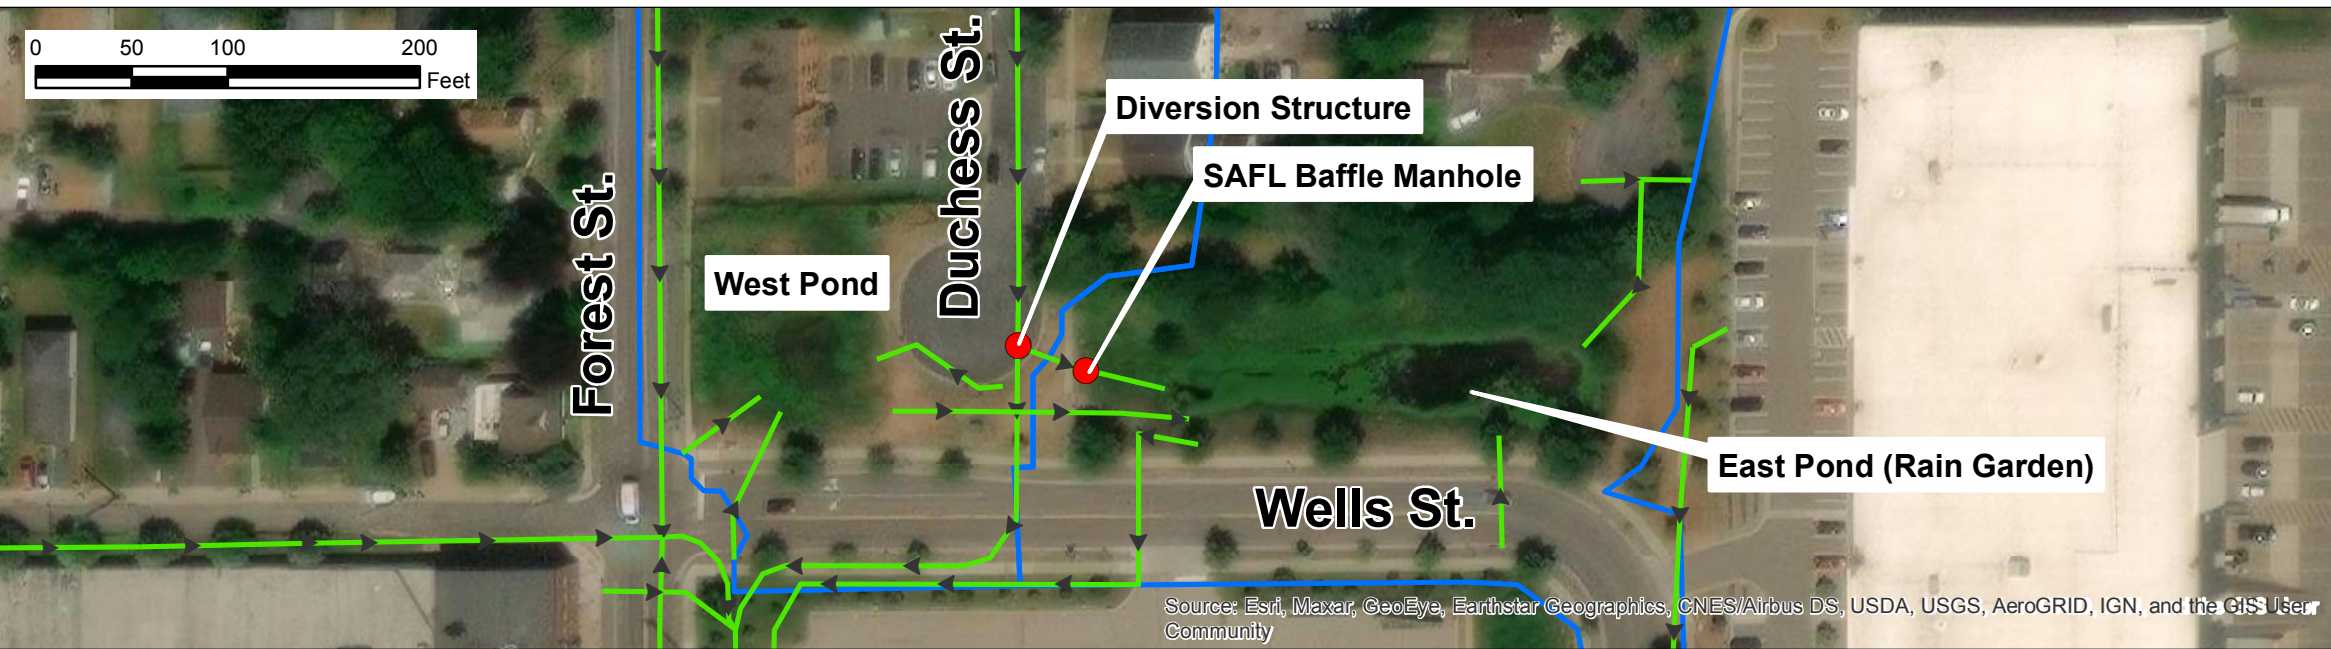 0 50 100 200
Feet
Duchess St.
Diversion Structure
SAFL Baffle Manhole
Forest St.
West Pond
East Pond (Rain Garden)
Wells St.
Source: Esri, Maxar, GeoEye, Earthstar Geographics, CNES/Airbus DS, USDA, USGS, AeroGRID, IGN, and the GIS User
Community